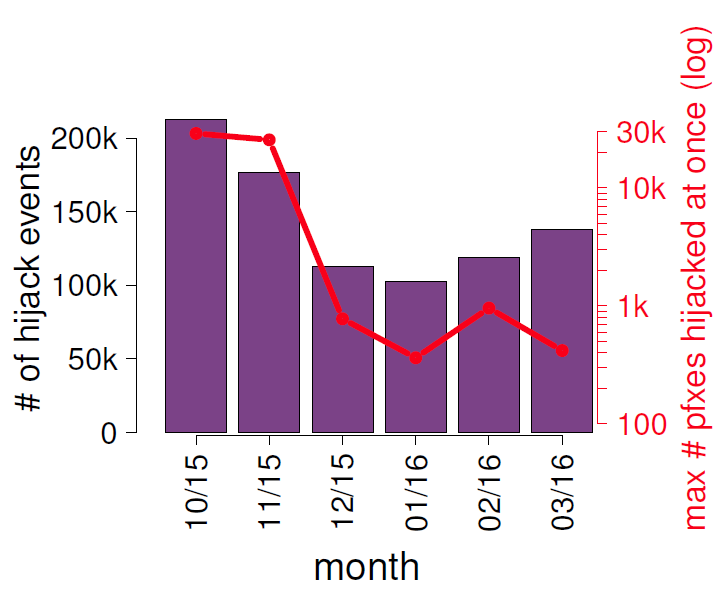 # of hijack events
200k
150k
100k
50k
0
10/15
11/15
12/15
01/16
02/16
03/16
month
30k
10k
1k
100
max # pfxes hijacked at once (log)